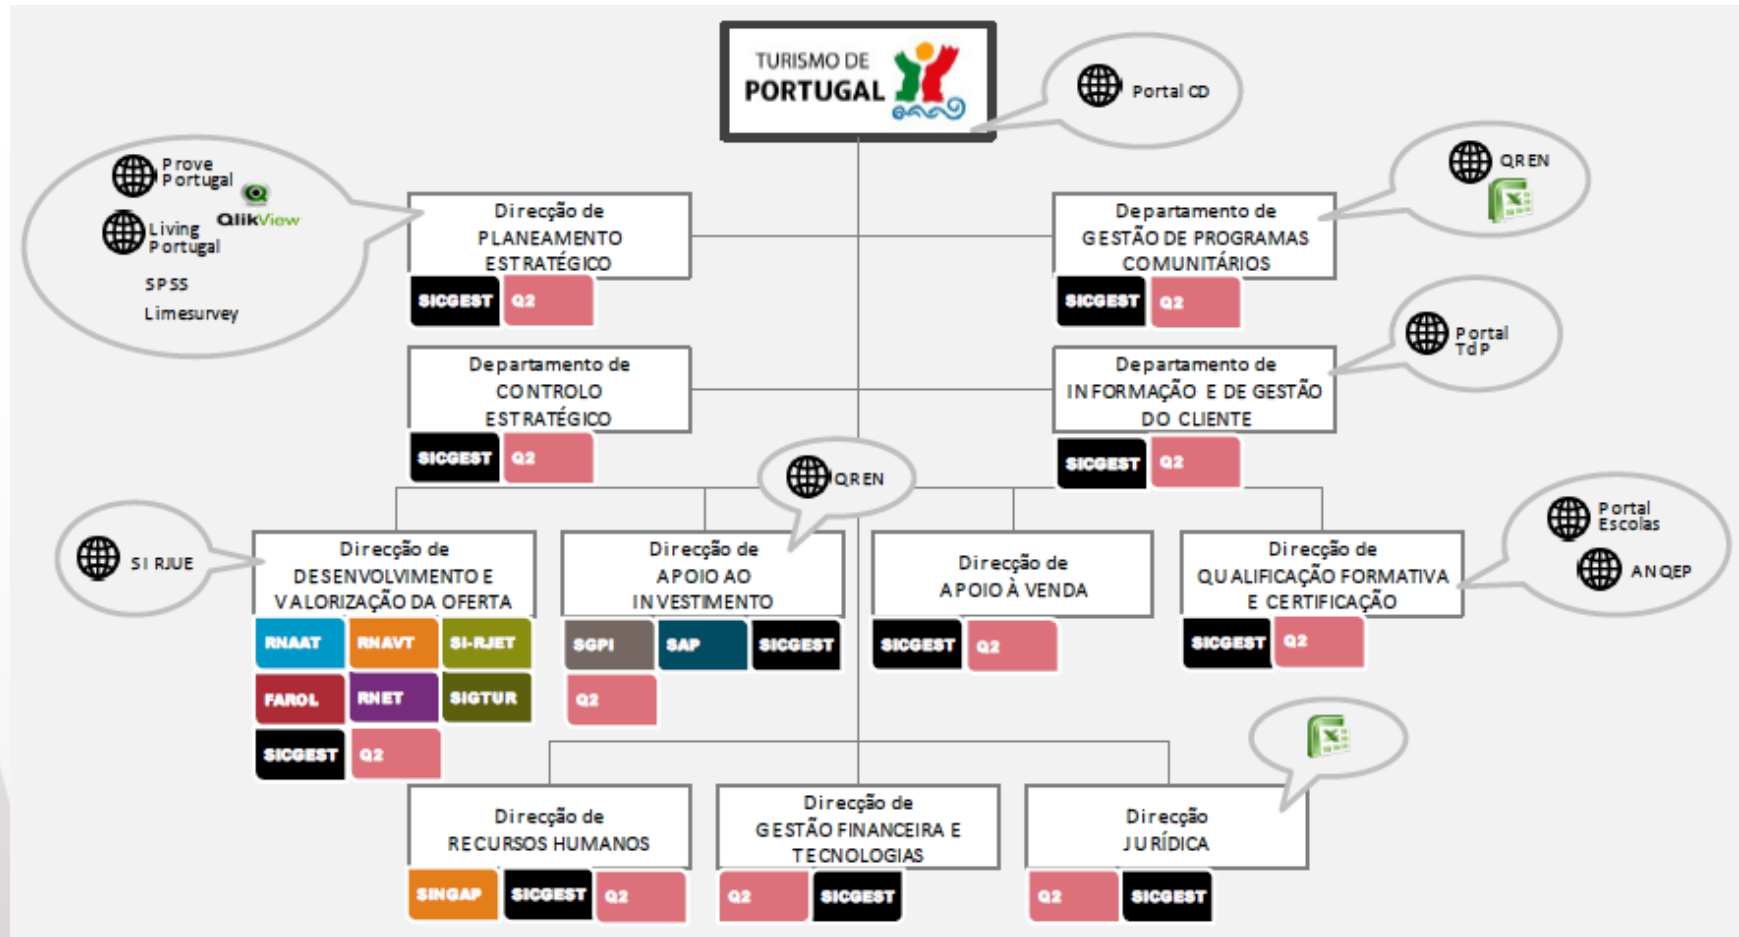 TURISMO DE
PORTUGAL
Portal CD
Prove
Portugal
QlikView
Living
Portugal
SPSS
Limesurvey
Direcção de
PLANEAMENTO
ESTRATÉGICO
SICGEST Q2
Departamento de
GESTÃO DE PROGRAMAS
COMUNITÁRIOS
SICGEST Q2
QREN
Departamento de
CONTROLO
ESTRATÉGICO
SICGEST Q2
Departamento de
INFORMAÇÃO E DE GESTÃO
DO CLIENTE
SICGEST Q2
Portal
TdP
SI RJUE
Direcção de
DESENVOLVIMENTO E
VALORIZAÇÃO DA OFERTA
RNAAT RNAVT SI-RJET
FAROL RNET SIGTUR
SICGEST Q2
QREN
Direcção de
APOIO AO
INVESTIMENTO
SGPI SAP SICGEST
Q2
Direcção de
APOIO À VENDA
SICGEST Q2
Direcção de
QUALIFICAÇÃO FORMATIVA
E CERTIFICAÇÃO
SICGEST Q2
Portal
Escolas
ANQEP
Direcção de
RECURSOS HUMANOS
SINGAP SICGEST Q2
Direcção de
GESTÃO FINANCEIRA E
TECNOLOGIAS
Q2 SICGEST
Direcção
JURÍDICA
Q2 SICGEST